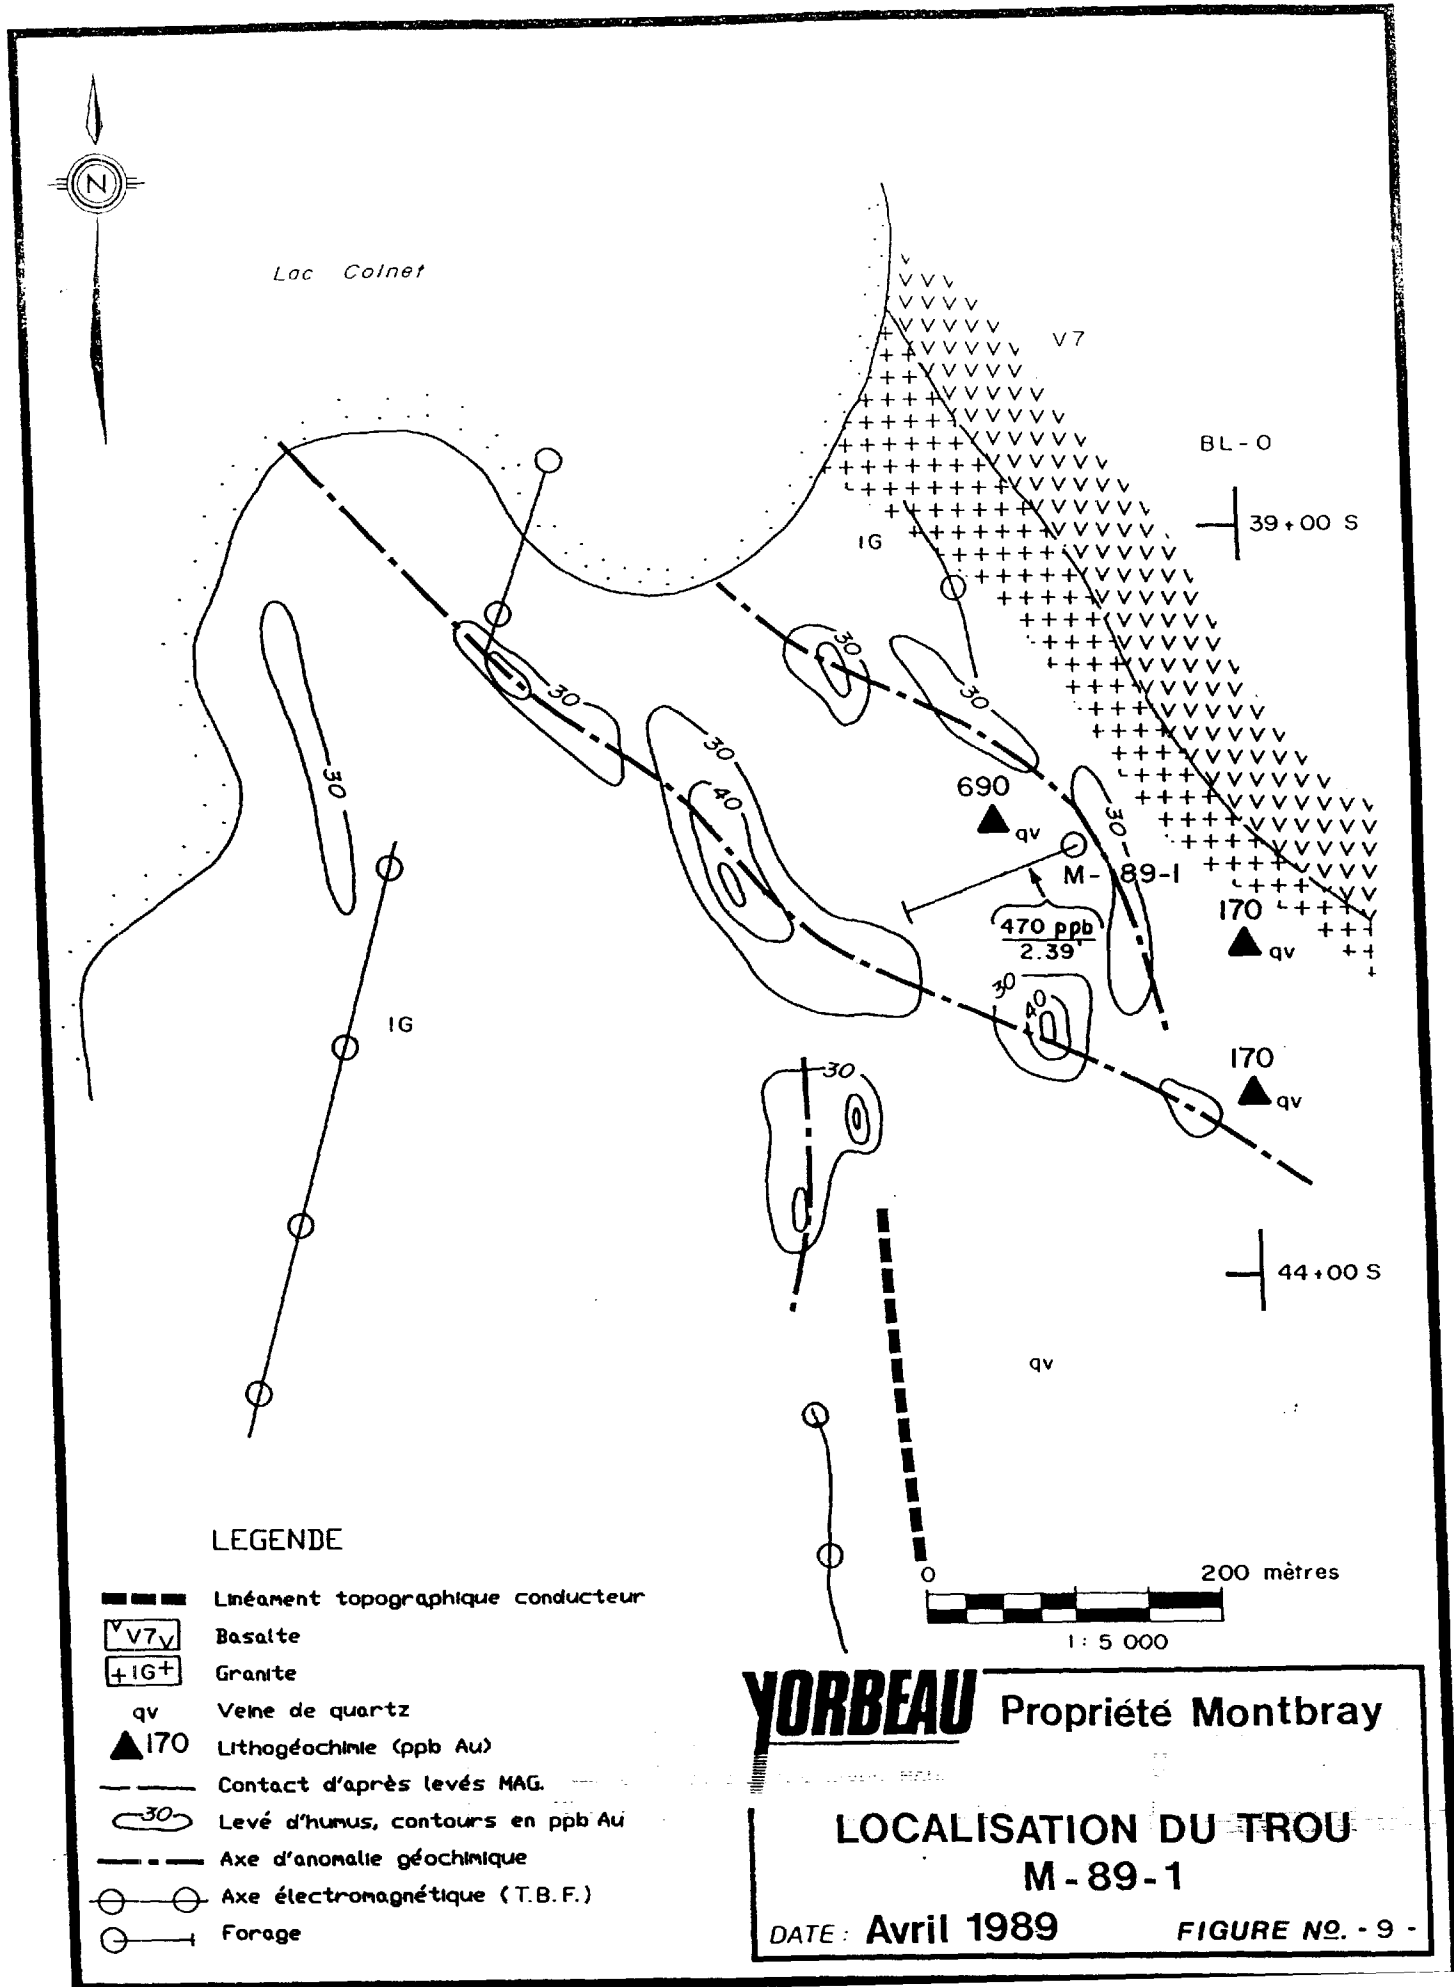 N
Lac Colnet
V7
BL-O
39+00 S
IG
30
30
30
30
690
qv
40
30
30
M-89-1
470 ppb
2.39'
170
qv
30
40
IG
170
qv
30
44+00 S
qv
LEGENDE
Linéament topographique conducteur
V7 Basalte
+IG+ Granite
qv Veine de quartz
170 Lithogéochimie (ppb Au)
Contact d'après levés MAG.
30 Levé d'humus, contours en ppb Au
Axe d'anomalie géochimique
Axe électromagnétique (T.B.F.)
Forage
0 200 mètres
1: 5 000
YORBEAU Propriété Montbray
LOCALISATION DU TROU
M-89-1
DATE: Avril 1989 FIGURE Nº. - 9 -